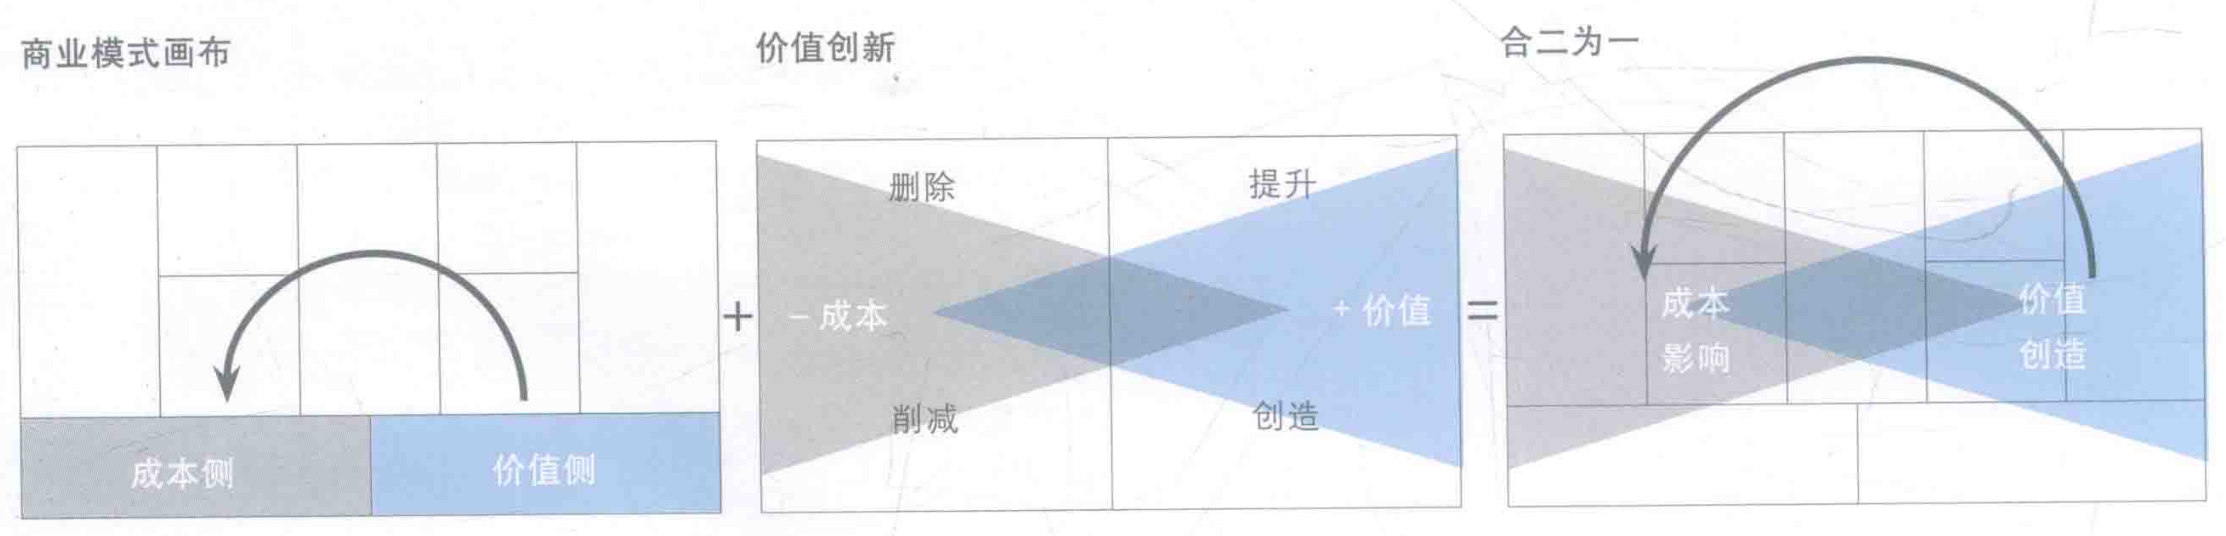 商业模式画布
成本侧
价值侧
+
价值创新
删除
提升
－成本
+价值
削减
创造
=
合二为一
成本
影响
价值
创造